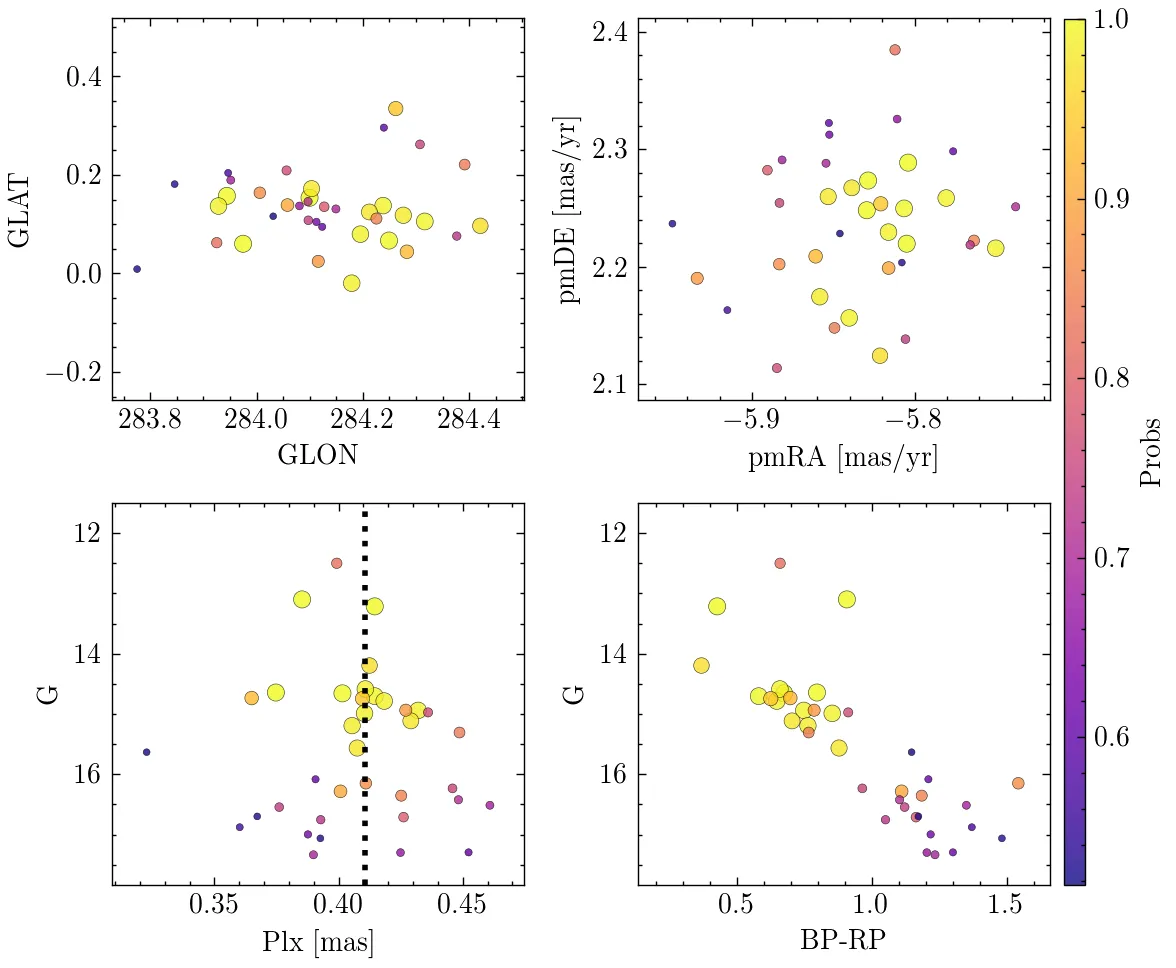 0.4
0.2
0.0
−0.2
GLAT
283.8 284.0 284.2 284.4
GLON
2.4
2.3
2.2
2.1
pmDE [mas/yr]
−5.9 −5.8
pmRA [mas/yr]
1.0
0.9
0.8
0.7
0.6
Probs
12
14
16
G
0.35 0.40 0.45
Plx [mas]
12
14
16
G
0.5 1.0 1.5
BP-RP